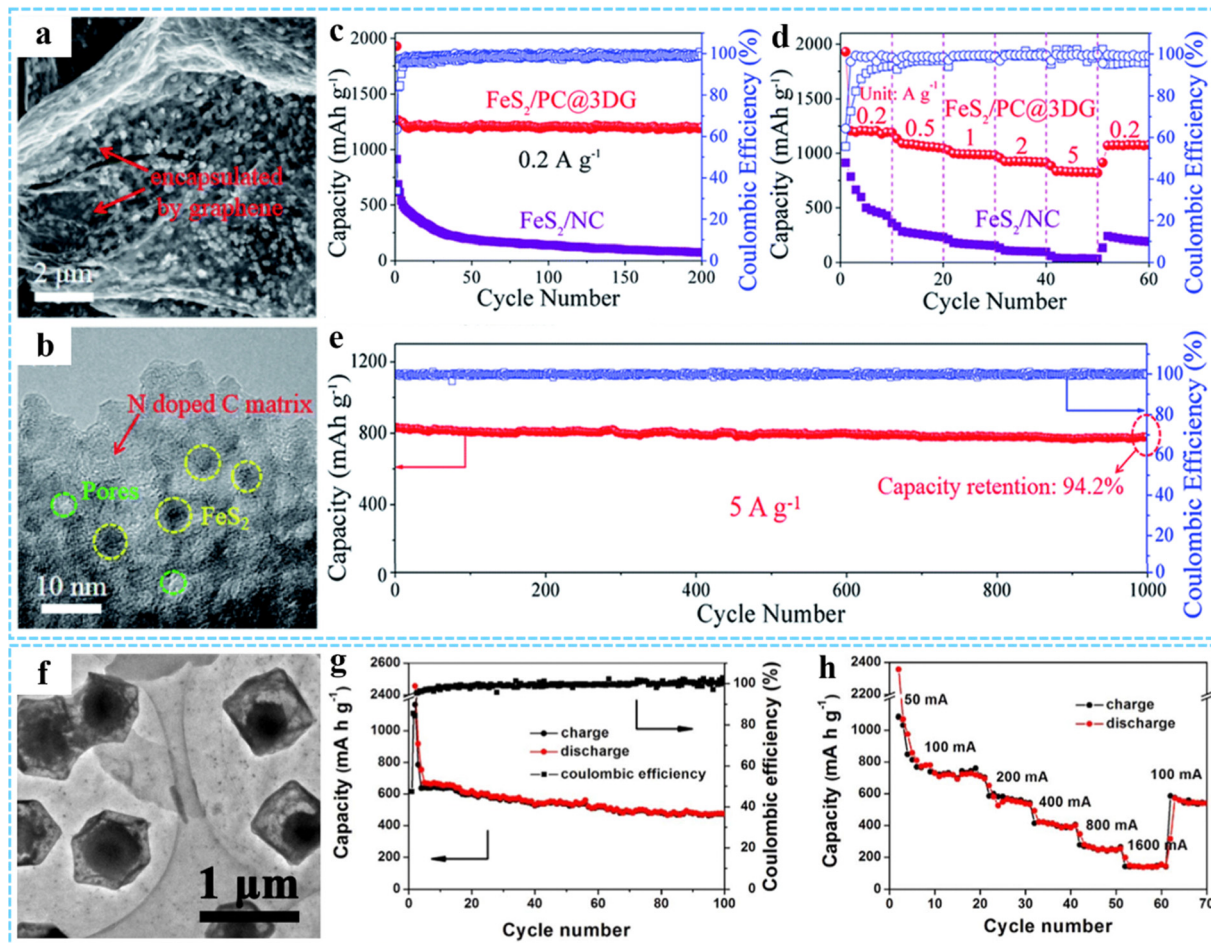 a
encapsulated
by graphene
2 μm
c
Capacity (mAh g⁻¹)
2000
1750
1500
1250
1000
750
500
250
0
FeS₂/PC@3DG
0.2 A g⁻¹
FeS₂/NC
0
50
100
150
200
Cycle Number
100
80
60
40
20
0
Coulombic Efficiency (%)
d
Capacity (mAh g⁻¹)
2000
1750
1500
1250
1000
750
500
250
0
Unit: A g⁻¹
FeS₂/PC@3DG
0.2
0.5
1
2
5
0.2
FeS₂/NC
0
20
40
60
Cycle Number
100
80
60
40
20
0
Coulombic Efficiency (%)
b
N doped C matrix
Pores
FeS₂
10 nm
e
Capacity (mAh g⁻¹)
1200
800
400
0
5 A g⁻¹
Capacity retention: 94.2%
0
200
400
600
800
1000
Cycle Number
100
80
60
40
20
0
Coulombic Efficiency (%)
f
1 μm
g
Capacity (mA h g⁻¹)
2600
2400
1000
800
600
400
200
0
charge
discharge
coulombic efficiency
0
20
40
60
80
100
Cycle number
100
80
60
40
20
0
Coulombic efficiency (%)
h
Capacity (mA h g⁻¹)
2400
2200
1000
800
600
400
200
0
50 mA
charge
discharge
100 mA
200 mA
400 mA
800 mA
1600 mA
100 mA
0
10
20
30
40
50
60
70
Cycle number